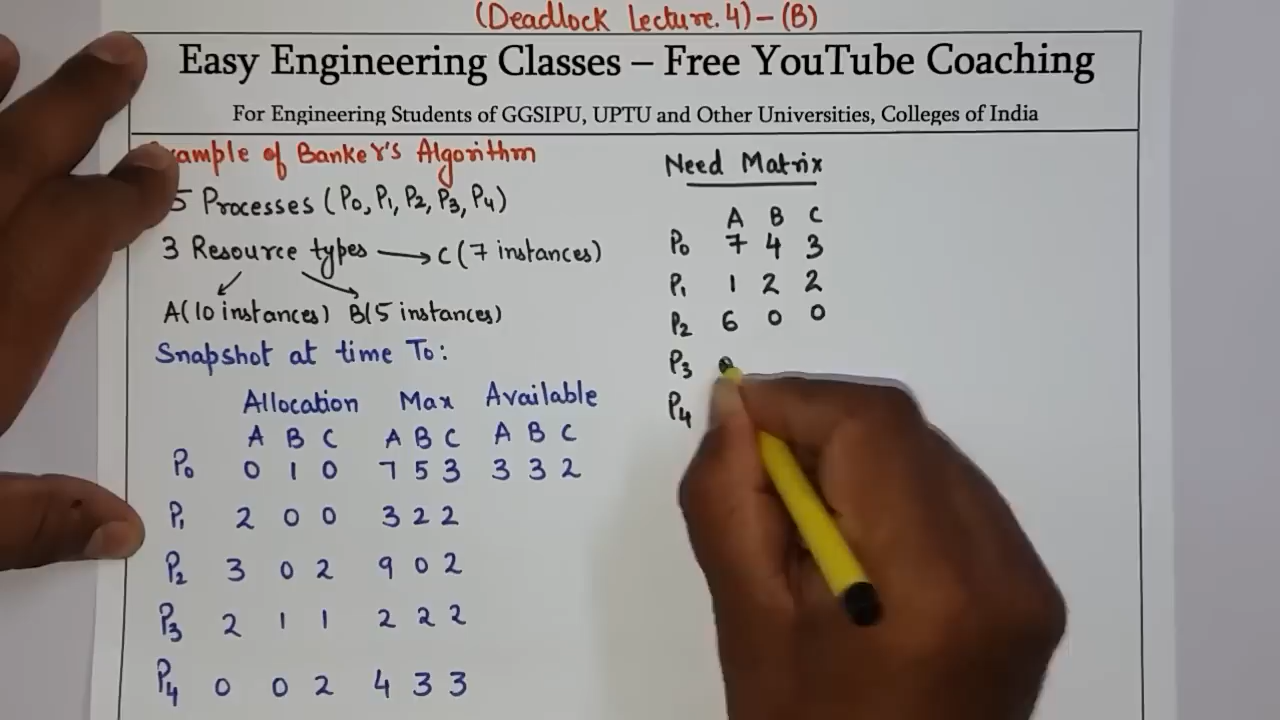 (Deadlock Lecture.4)-(B)
Easy Engineering Classes – Free YouTube Coaching
For Engineering Students of GGSIPU, UPTU and Other Universities, Colleges of India
ample of Banker's Algorithm
5 Processes (P0, P1, P2, P3, P4)
3 Resource types → C (7 instances)
A(10 instances) B(5 instances)
Snapshot at time To:
Allocation Max Available
A B C A B C A B C
P0 0 1 0 7 5 3 3 3 2
P1 2 0 0 3 2 2
P2 3 0 2 9 0 2
P3 2 1 1 2 2 2
P4 0 0 2 4 3 3
Need Matrix
A B C
P0 7 4 3
P1 1 2 2
P2 6 0 0
P3
P4